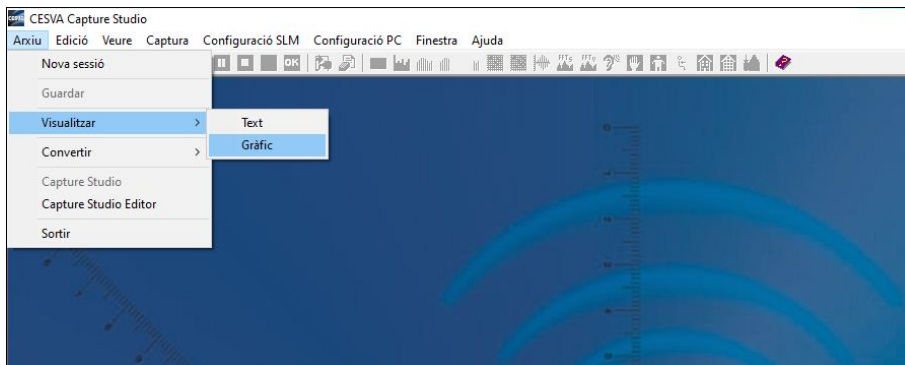 CESVA Capture Studio
Arxiu Edició Veure Captura Configuració SLM Configuració PC Finestra Ajuda
Nova sessió
OK
Guardar
Visualitzar
Text
Gràfic
Convertir
Capture Studio
Capture Studio Editor
Sortir